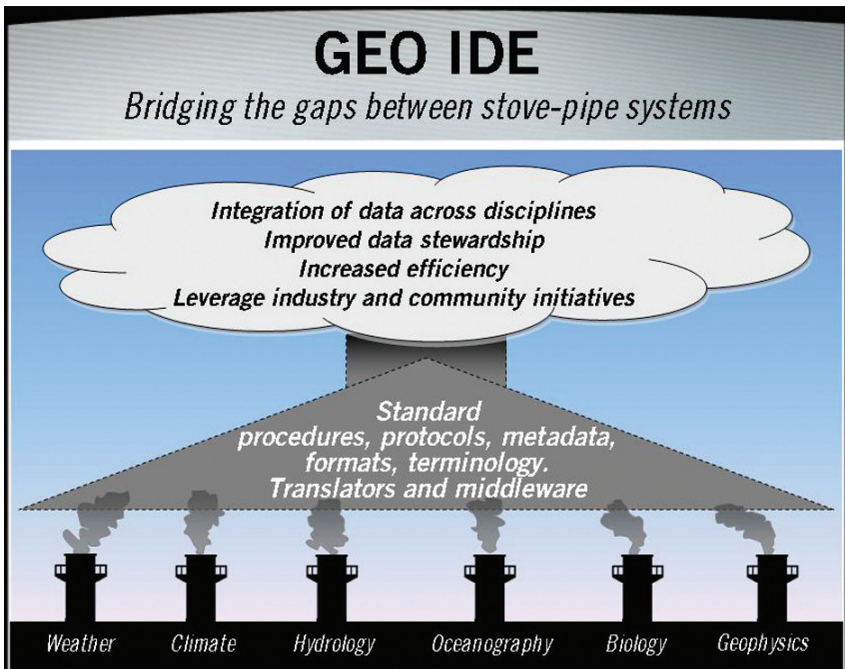 GEO IDE
Bridging the gaps between stove-pipe systems
Integration of data across disciplines
Improved data stewardship
Increased efficiency
Leverage industry and community initiatives
Standard
procedures, protocols, metadata,
formats, terminology.
Translators and middleware
Weather Climate Hydrology Oceanography Biology Geophysics